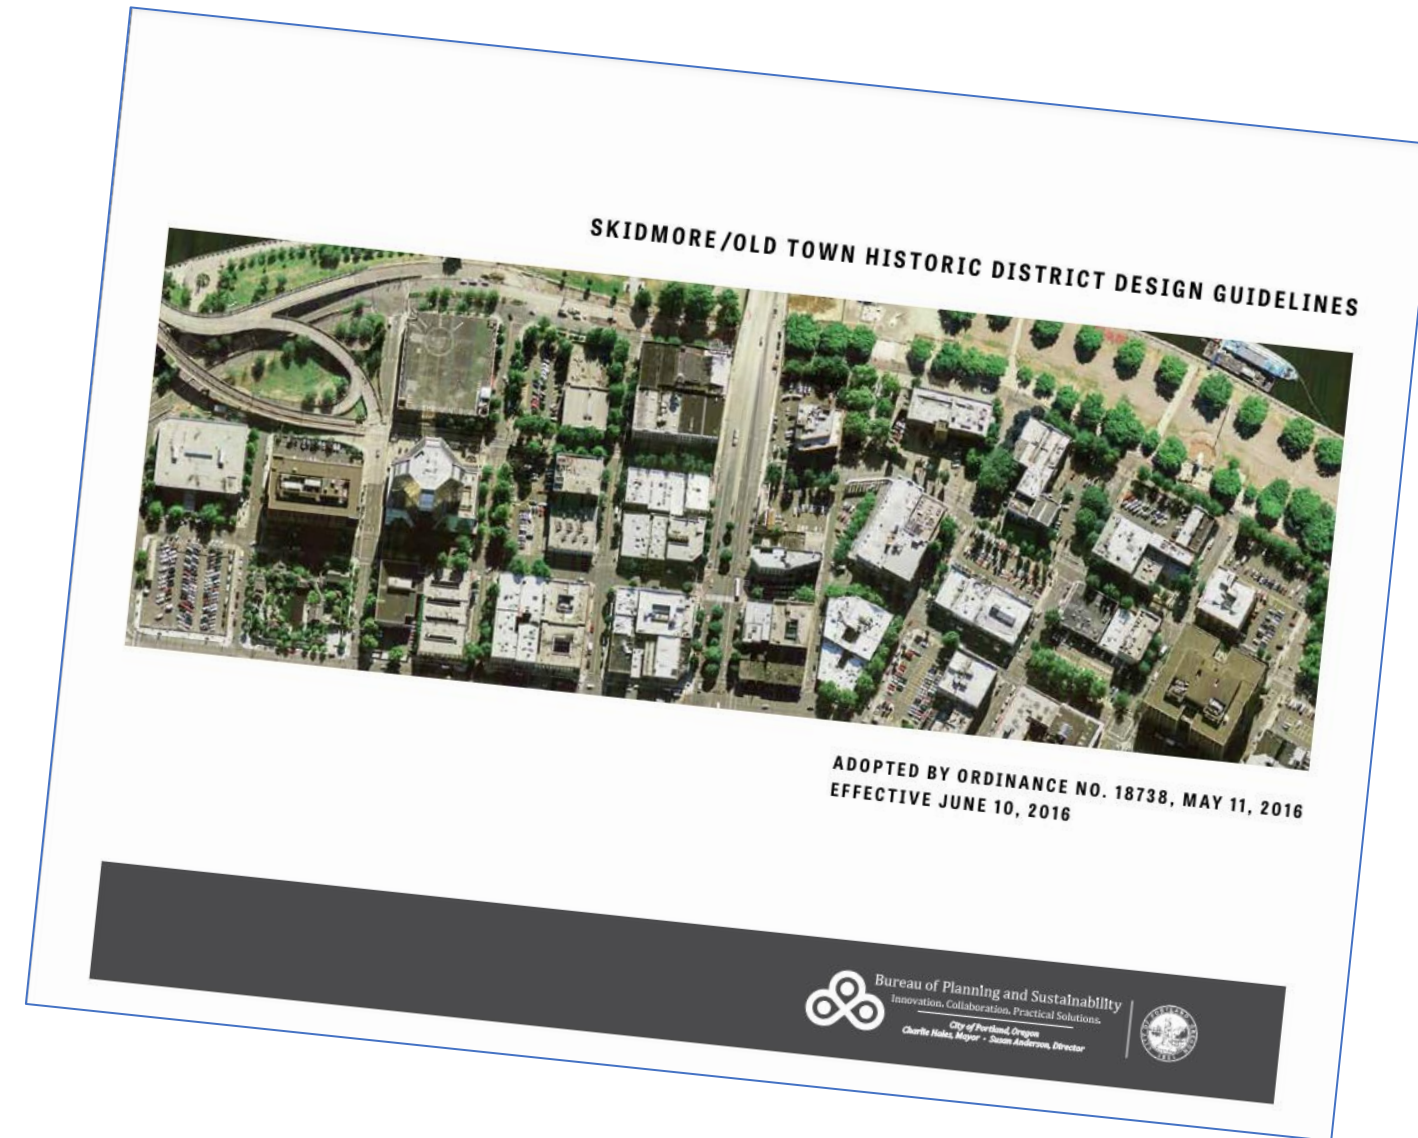 SKIDMORE/OLD TOWN HISTORIC DISTRICT DESIGN GUIDELINES
ADOPTED BY ORDINANCE NO. 18738, MAY 11, 2016
EFFECTIVE JUNE 10, 2016
Bureau of Planning and Sustainability
Innovation. Collaboration. Practical Solutions.
City of Portland, Oregon
Charlie Hales, Mayor • Susan Anderson, Director